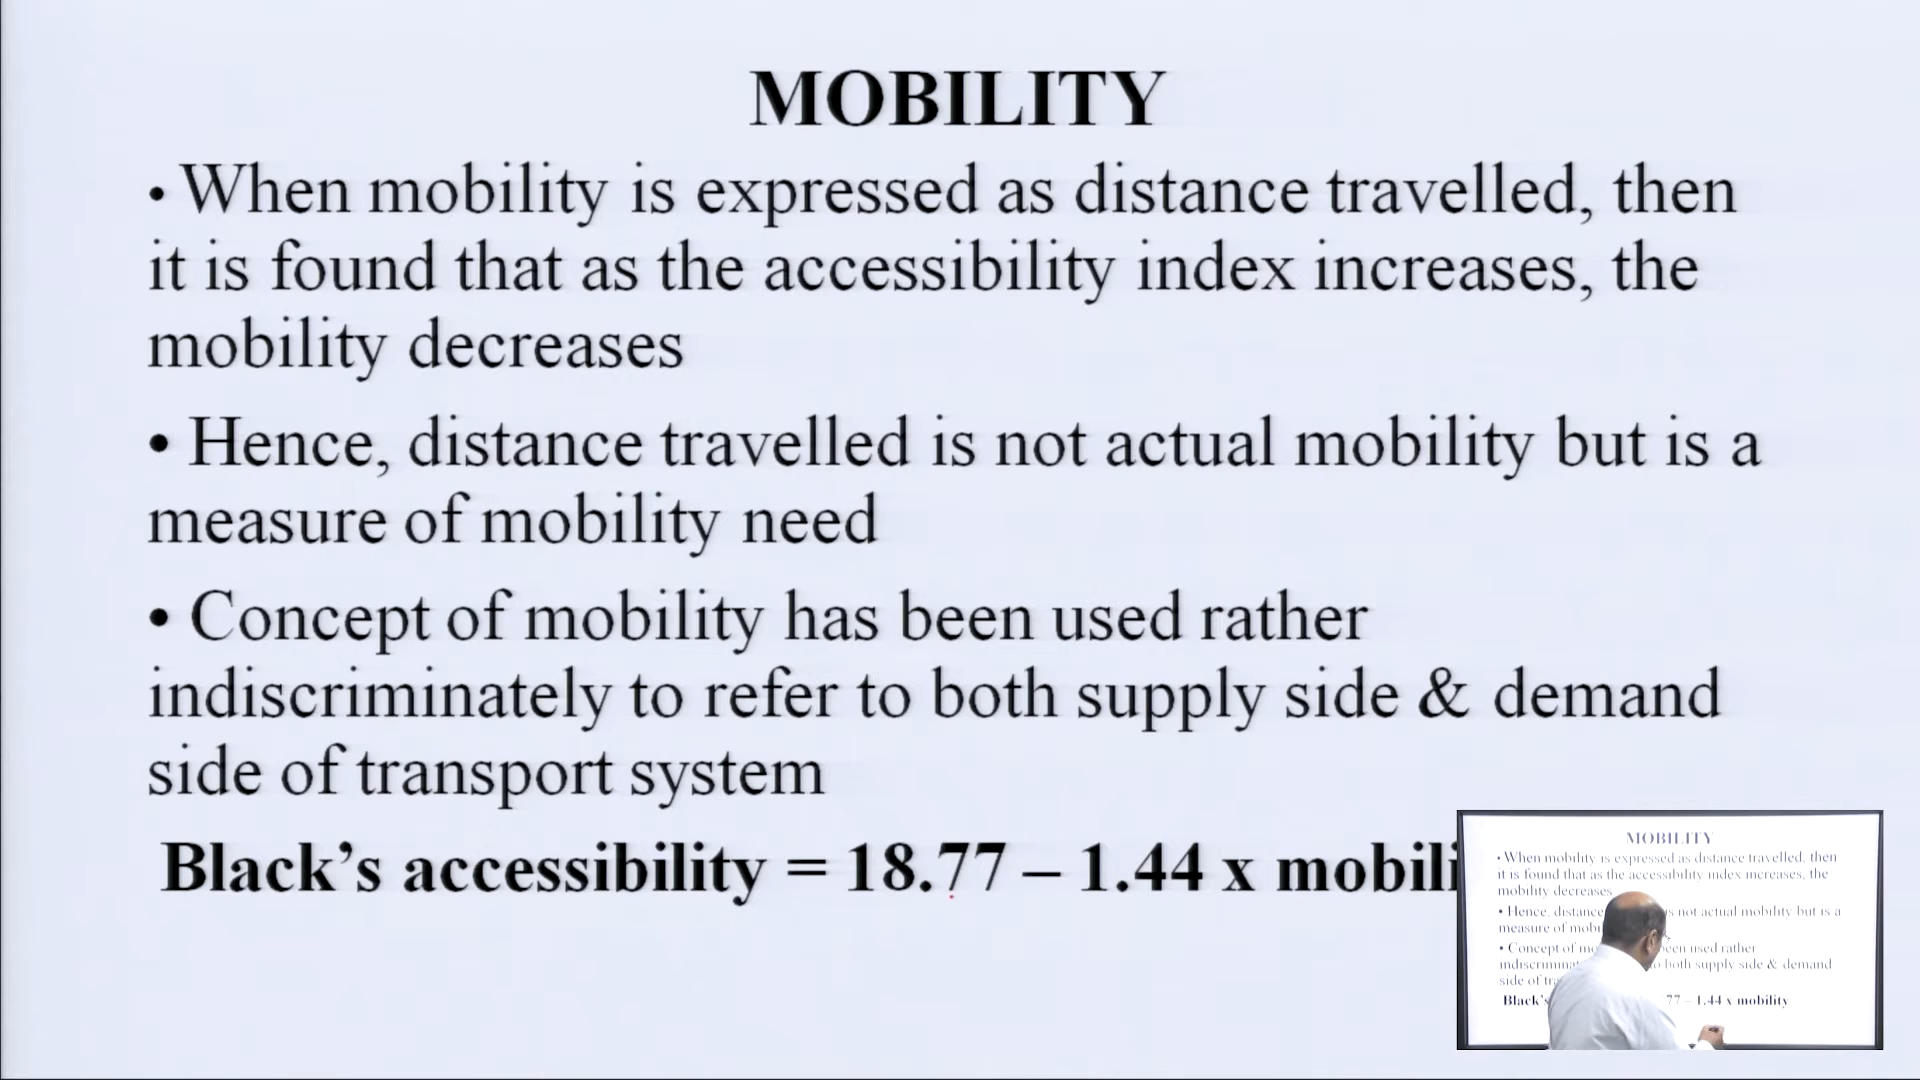 MOBILITY
• When mobility is expressed as distance travelled, then
it is found that as the accessibility index increases, the
mobility decreases
• Hence, distance travelled is not actual mobility but is a
measure of mobility need
• Concept of mobility has been used rather
indiscriminately to refer to both supply side & demand
side of transport system
Black's accessibility = 18.77 – 1.44 x mobili
MOBILITY
• When mobility is expressed as distance travelled, then
it is found that as the accessibility index increases, the
mobility decreases
• Hence, distance is not actual mobility but is a
measure of
• Concept of been used rather
both supply side & demand
side of
Black's 77 – 1.44 x mobility